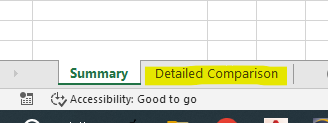 Summary Detailed Comparison
Accessibility: Good to go